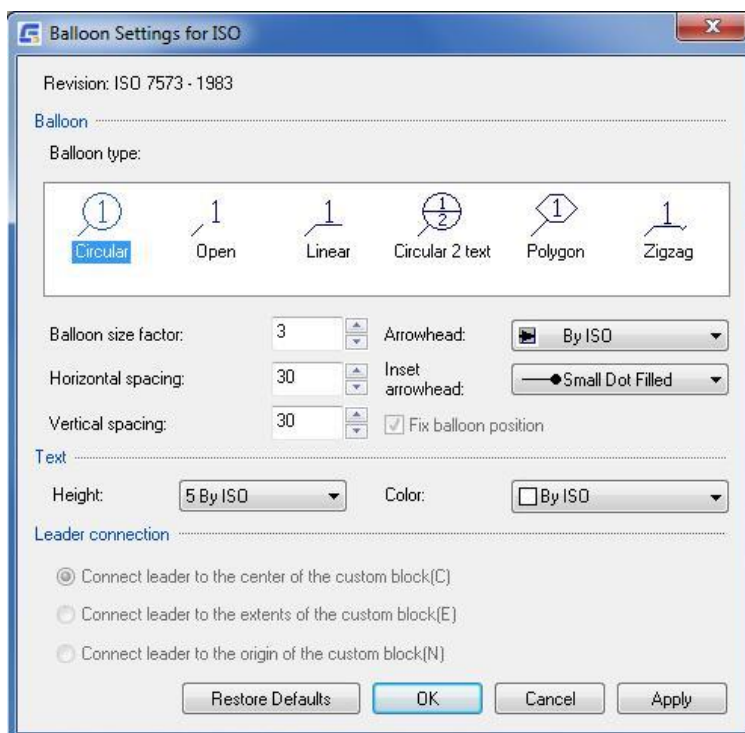 Balloon Settings for ISO
Revision: ISO 7573 - 1983
Balloon
Balloon type:
1 1 1 1 2 1 1
Circular Open Linear Circular 2 text Polygon Zigzag
Balloon size factor: 3 Arrowhead: By ISO
Horizontal spacing: 30 Inset arrowhead: Small Dot Filled
Vertical spacing: 30 Fix balloon position
Text
Height: 5 By ISO Color: By ISO
Leader connection
Connect leader to the center of the custom block(C)
Connect leader to the extents of the custom block(E)
Connect leader to the origin of the custom block(N)
Restore Defaults OK Cancel Apply